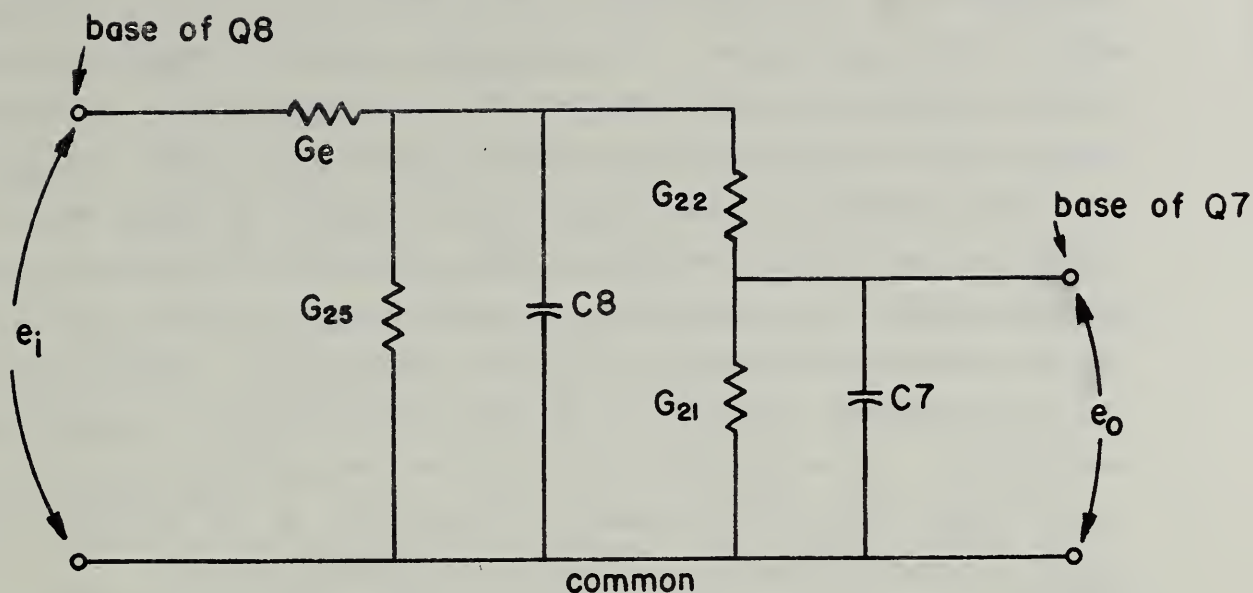 base of Q8
Ge
G22
base of Q7
ei
G25
C8
G21
C7
eo
common